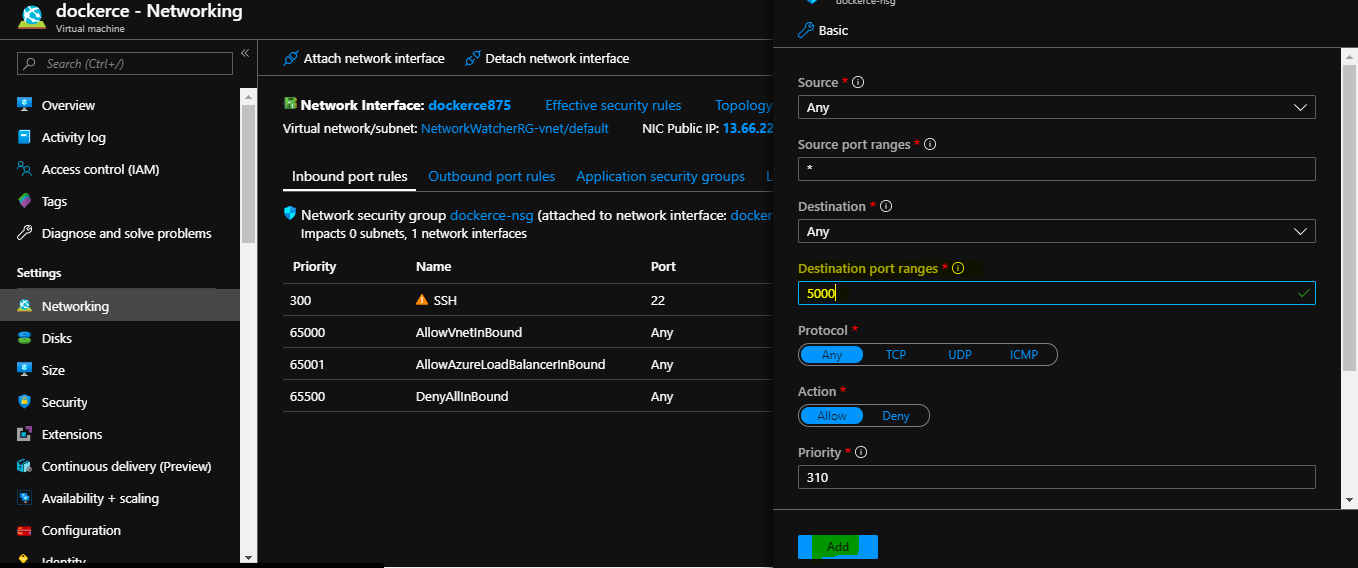 dockerce - Networking
Virtual machine
Search (Ctrl+/)
Overview
Activity log
Access control (IAM)
Tags
Diagnose and solve problems
Settings
Networking
Disks
Size
Security
Extensions
Continuous delivery (Preview)
Availability + scaling
Configuration
Identity
Attach network interface
Detach network interface
Network Interface: dockerce875 Effective security rules Topology
Virtual network/subnet: NetworkWatcherRG-vnet/default NIC Public IP: 13.66.22
Inbound port rules Outbound port rules Application security groups L
Network security group dockerce-nsg (attached to network interface: docker
Impacts 0 subnets, 1 network interfaces
Priority Name Port
300 SSH 22
65000 AllowVnetInBound Any
65001 AllowAzureLoadBalancerInBound Any
65500 DenyAllInBound Any
dockerce-nsg
Basic
Source *
Any
Source port ranges *
*
Destination *
Any
Destination port ranges *
5000
Protocol *
Any TCP UDP ICMP
Action *
Allow Deny
Priority *
310
Add